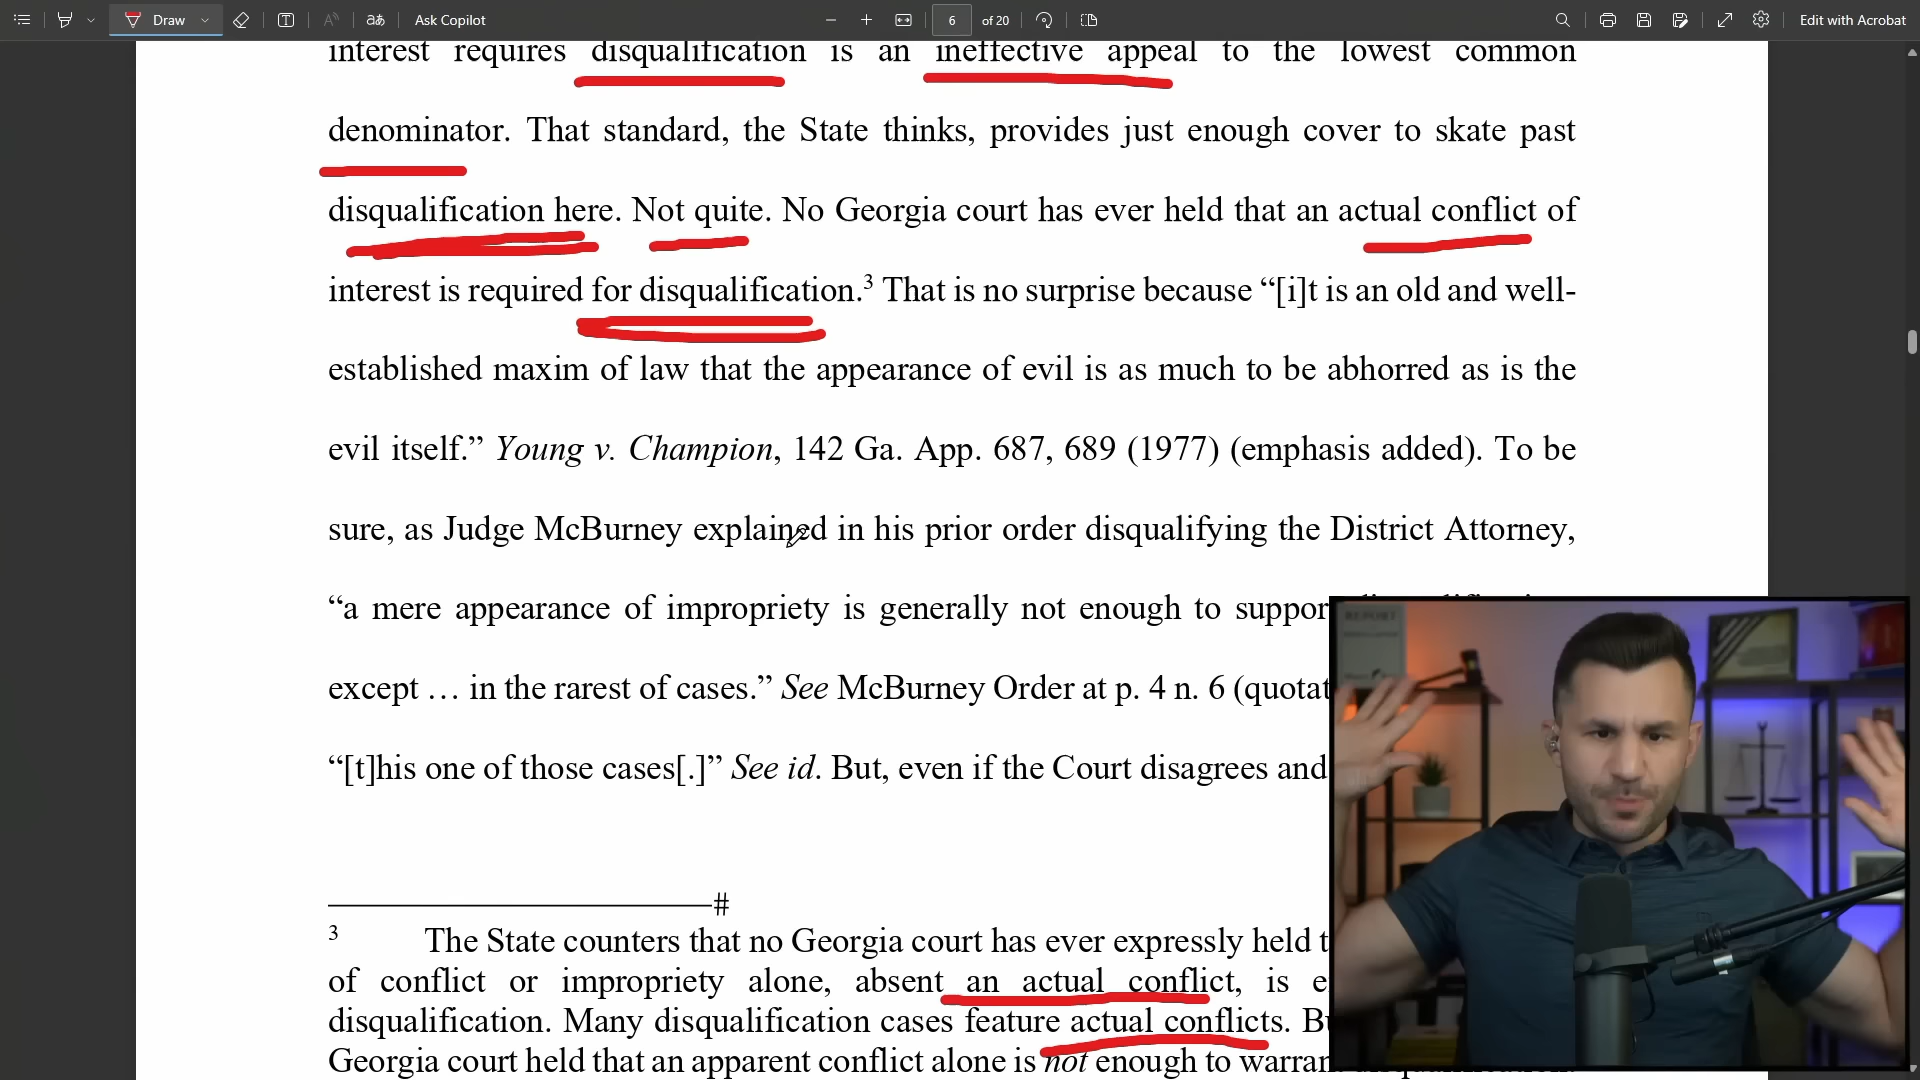 Draw
aあ
Ask Copilot
6
of 20
Edit with Acrobat
interest requires disqualification is an ineffective appeal to the lowest common
denominator. That standard, the State thinks, provides just enough cover to skate past
disqualification here. Not quite. No Georgia court has ever held that an actual conflict of
interest is required for disqualification.3 That is no surprise because “[i]t is an old and well-
established maxim of law that the appearance of evil is as much to be abhorred as is the
evil itself.” Young v. Champion, 142 Ga. App. 687, 689 (1977) (emphasis added). To be
sure, as Judge McBurney explained in his prior order disqualifying the District Attorney,
“a mere appearance of impropriety is generally not enough to support
except … in the rarest of cases.” See McBurney Order at p. 4 n. 6 (quotat
“[t]his one of those cases[.]” See id. But, even if the Court disagrees and
#
3 The State counters that no Georgia court has ever expressly held t
of conflict or impropriety alone, absent an actual conflict, is e
disqualification. Many disqualification cases feature actual conflicts. Bu
Georgia court held that an apparent conflict alone is not enough to warran
REPORT